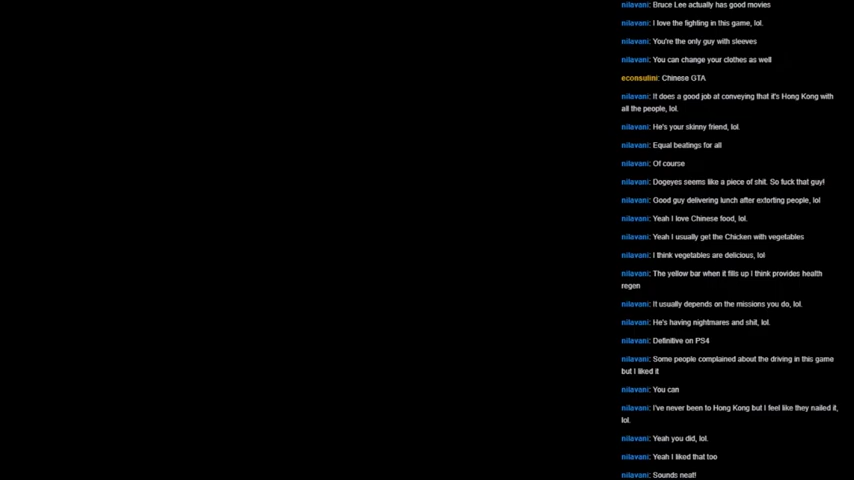 nilavani: Bruce Lee actually has good movies
nilavani: I love the fighting in this game, lol.
nilavani: You're the only guy with sleeves
nilavani: You can change your clothes as well
econsulini: Chinese GTA
nilavani: It does a good job at conveying that it's Hong Kong with
all the people, lol.
nilavani: He's your skinny friend, lol.
nilavani: Equal beatings for all
nilavani: Of course
nilavani: Dogeyes seems like a piece of shit. So fuck that guy!
nilavani: Good guy delivering lunch after extorting people, lol
nilavani: Yeah I love Chinese food, lol.
nilavani: Yeah I usually get the Chicken with vegetables
nilavani: I think vegetables are delicious, lol
nilavani: The yellow bar when it fills up I think provides health
regen
nilavani: It usually depends on the missions you do, lol.
nilavani: He's having nightmares and shit, lol.
nilavani: Definitive on PS4
nilavani: Some people complained about the driving in this game
but I liked it
nilavani: You can
nilavani: I've never been to Hong Kong but I feel like they nailed it,
lol.
nilavani: Yeah you did, lol.
nilavani: Yeah I liked that too
nilavani: Sounds neat!